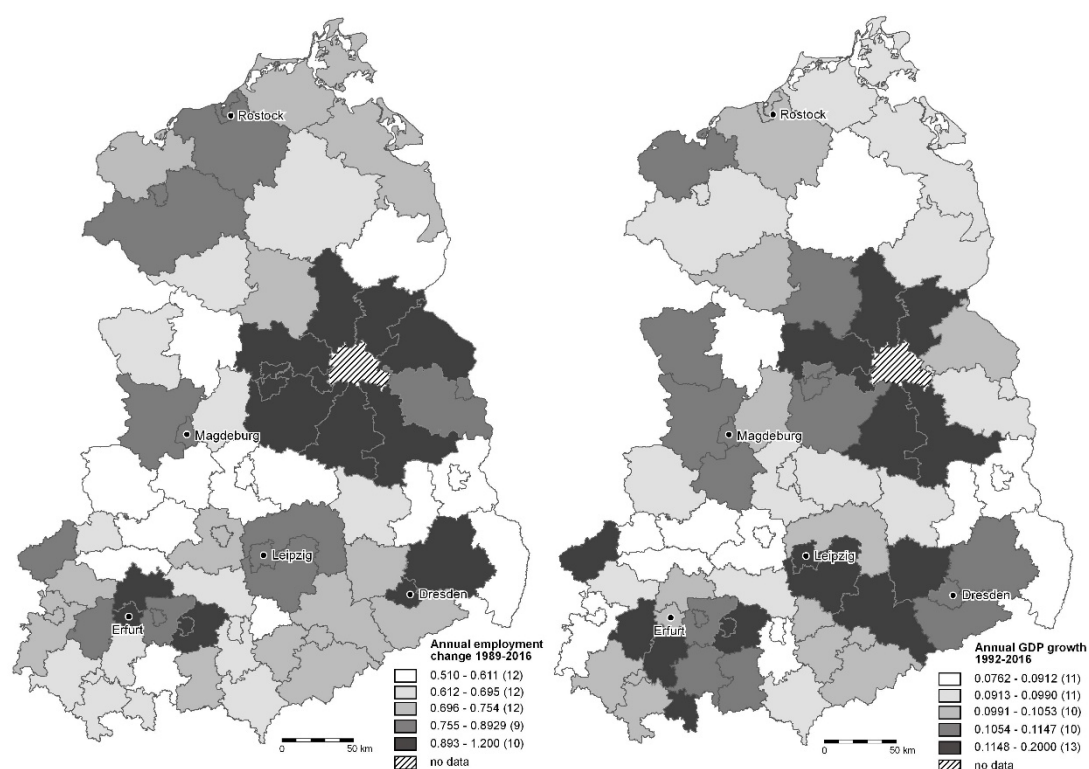 Rostock
Magdeburg
Leipzig
Dresden
Erfurt
Annual employment
change 1989-2016
0.510 - 0.611 (12)
0.612 - 0.695 (12)
0.696 - 0.754 (12)
0.755 - 0.8929 (9)
0.893 - 1.200 (10)
no data
0 50 km
Rostock
Magdeburg
Leipzig
Dresden
Erfurt
Annual GDP growth
1992-2016
0.0762 - 0.0912 (11)
0.0913 - 0.0990 (11)
0.0991 - 0.1053 (10)
0.1054 - 0.1147 (10)
0.1148 - 0.2000 (13)
no data
0 50 km